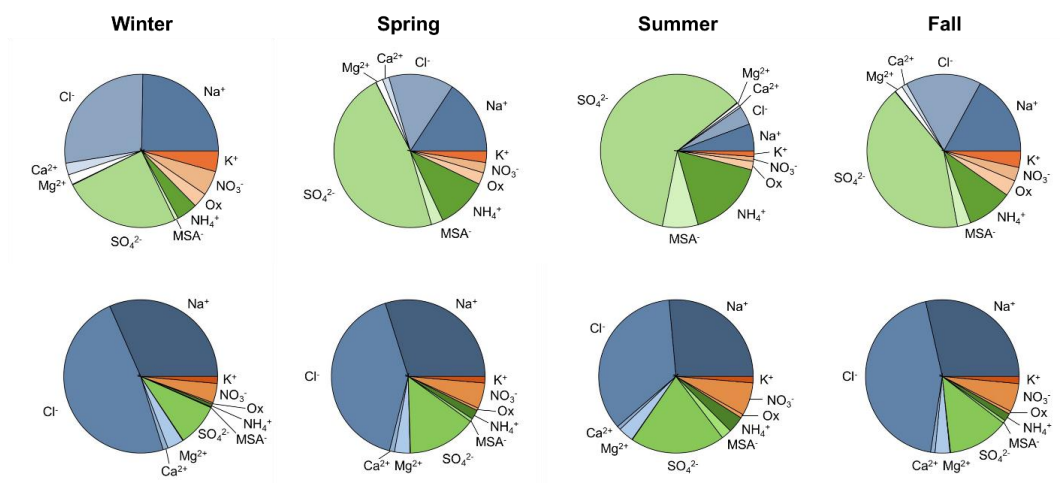 Winter
Spring
Summer
Fall
Cl⁻
Na⁺
K⁺
NO₃⁻
Ox
NH₄⁺
MSA⁻
SO₄²⁻
Mg²⁺
Ca²⁺
Mg²⁺
Ca²⁺
Cl⁻
Na⁺
K⁺
NO₃⁻
Ox
NH₄⁺
MSA⁻
SO₄²⁻
SO₄²⁻
Mg²⁺
Ca²⁺
Cl⁻
Na⁺
K⁺
NO₃⁻
Ox
NH₄⁺
MSA⁻
Mg²⁺
Ca²⁺
Cl⁻
Na⁺
K⁺
NO₃⁻
Ox
NH₄⁺
MSA⁻
SO₄²⁻
Na⁺
Cl⁻
K⁺
NO₃⁻
Ox
NH₄⁺
MSA⁻
SO₄²⁻
Mg²⁺
Ca²⁺
Na⁺
Cl⁻
K⁺
NO₃⁻
Ox
NH₄⁺
MSA⁻
SO₄²⁻
Ca²⁺ Mg²⁺
Na⁺
Cl⁻
K⁺
NO₃⁻
Ox
NH₄⁺
MSA⁻
Ca²⁺
Mg²⁺
SO₄²⁻
Na⁺
Cl⁻
K⁺
NO₃⁻
Ox
NH₄⁺
MSA⁻
SO₄²⁻
Ca²⁺ Mg²⁺